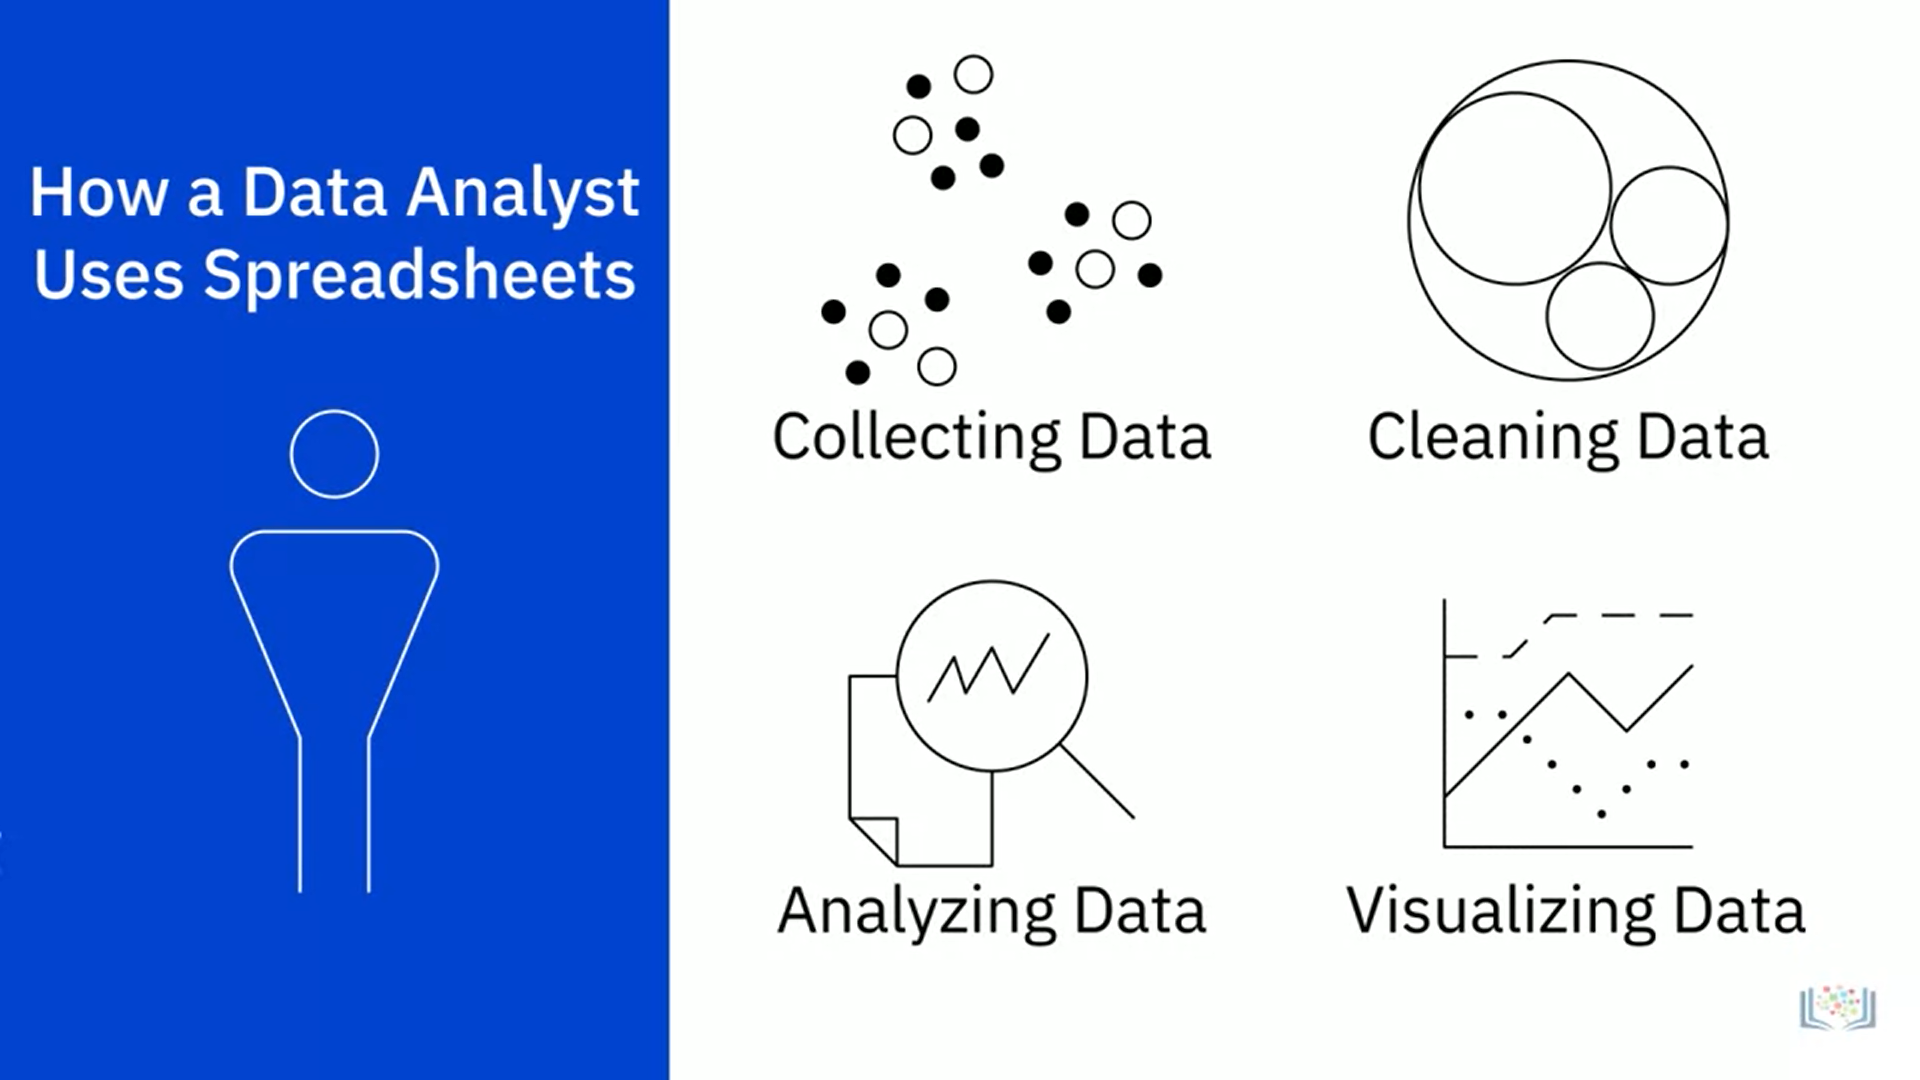 How a Data Analyst
Uses Spreadsheets
Collecting Data
Cleaning Data
Analyzing Data
Visualizing Data